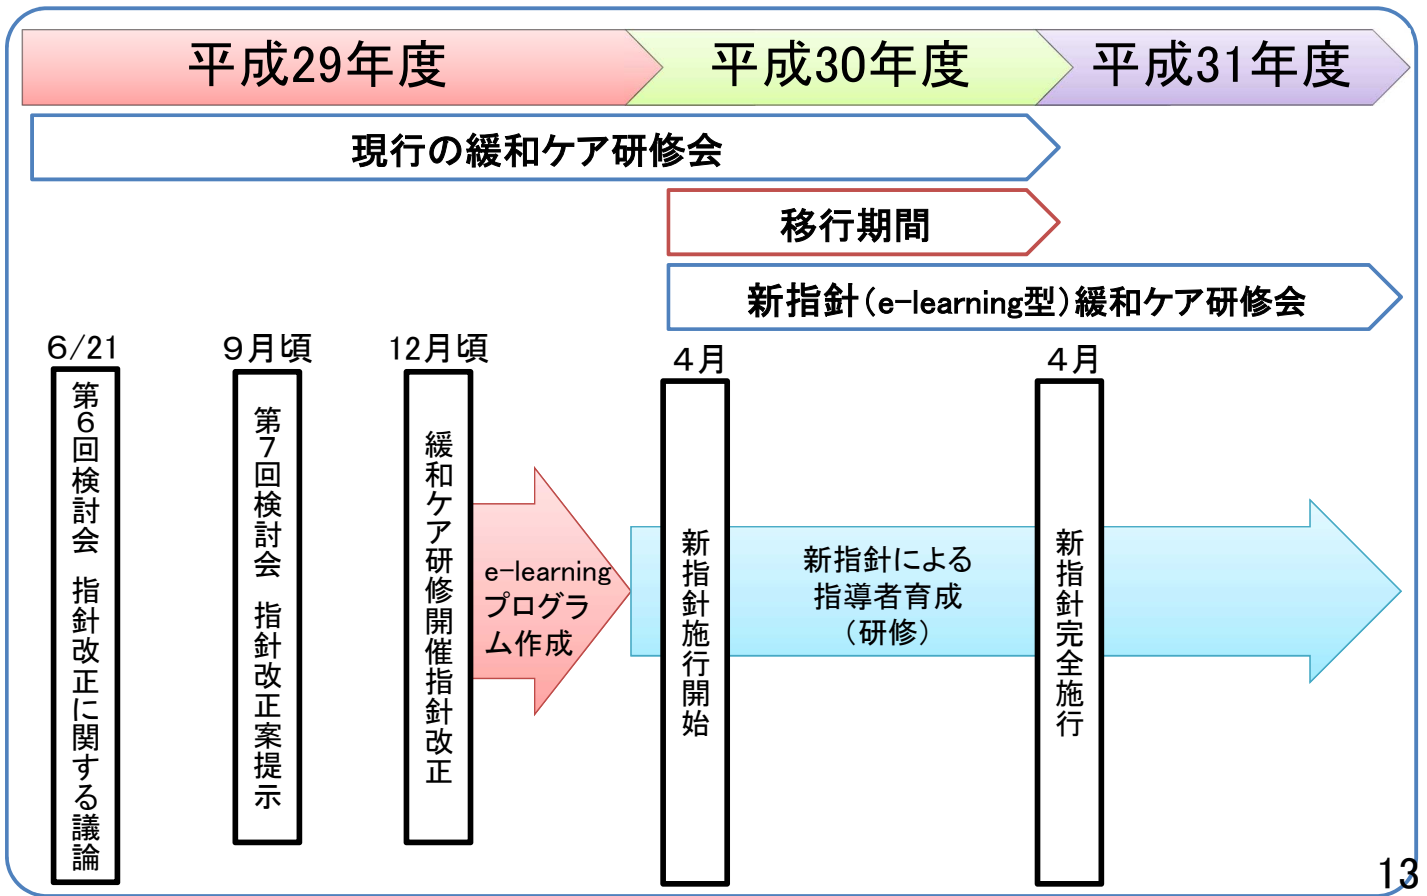 平成29年度
平成30年度
平成31年度
現行の緩和ケア研修会
移行期間
新指針（e-learning型）緩和ケア研修会
6/21
９月頃
12月頃
４月
４月
第６回検討会 指針改正に関する議論
第７回検討会 指針改正案提示
緩和ケア研修開催指針改正
e-learning
プログラ
ム作成
新指針施行開始
新指針による
指導者育成
（研修）
新指針完全施行
13